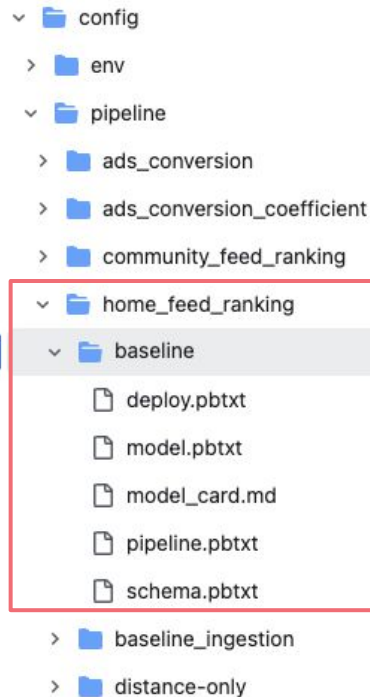 config
env
pipeline
ads_conversion
ads_conversion_coefficient
community_feed_ranking
home_feed_ranking
baseline
deploy.pbtxt
model.pbtxt
model_card.md
pipeline.pbtxt
schema.pbtxt
baseline_ingestion
distance-only